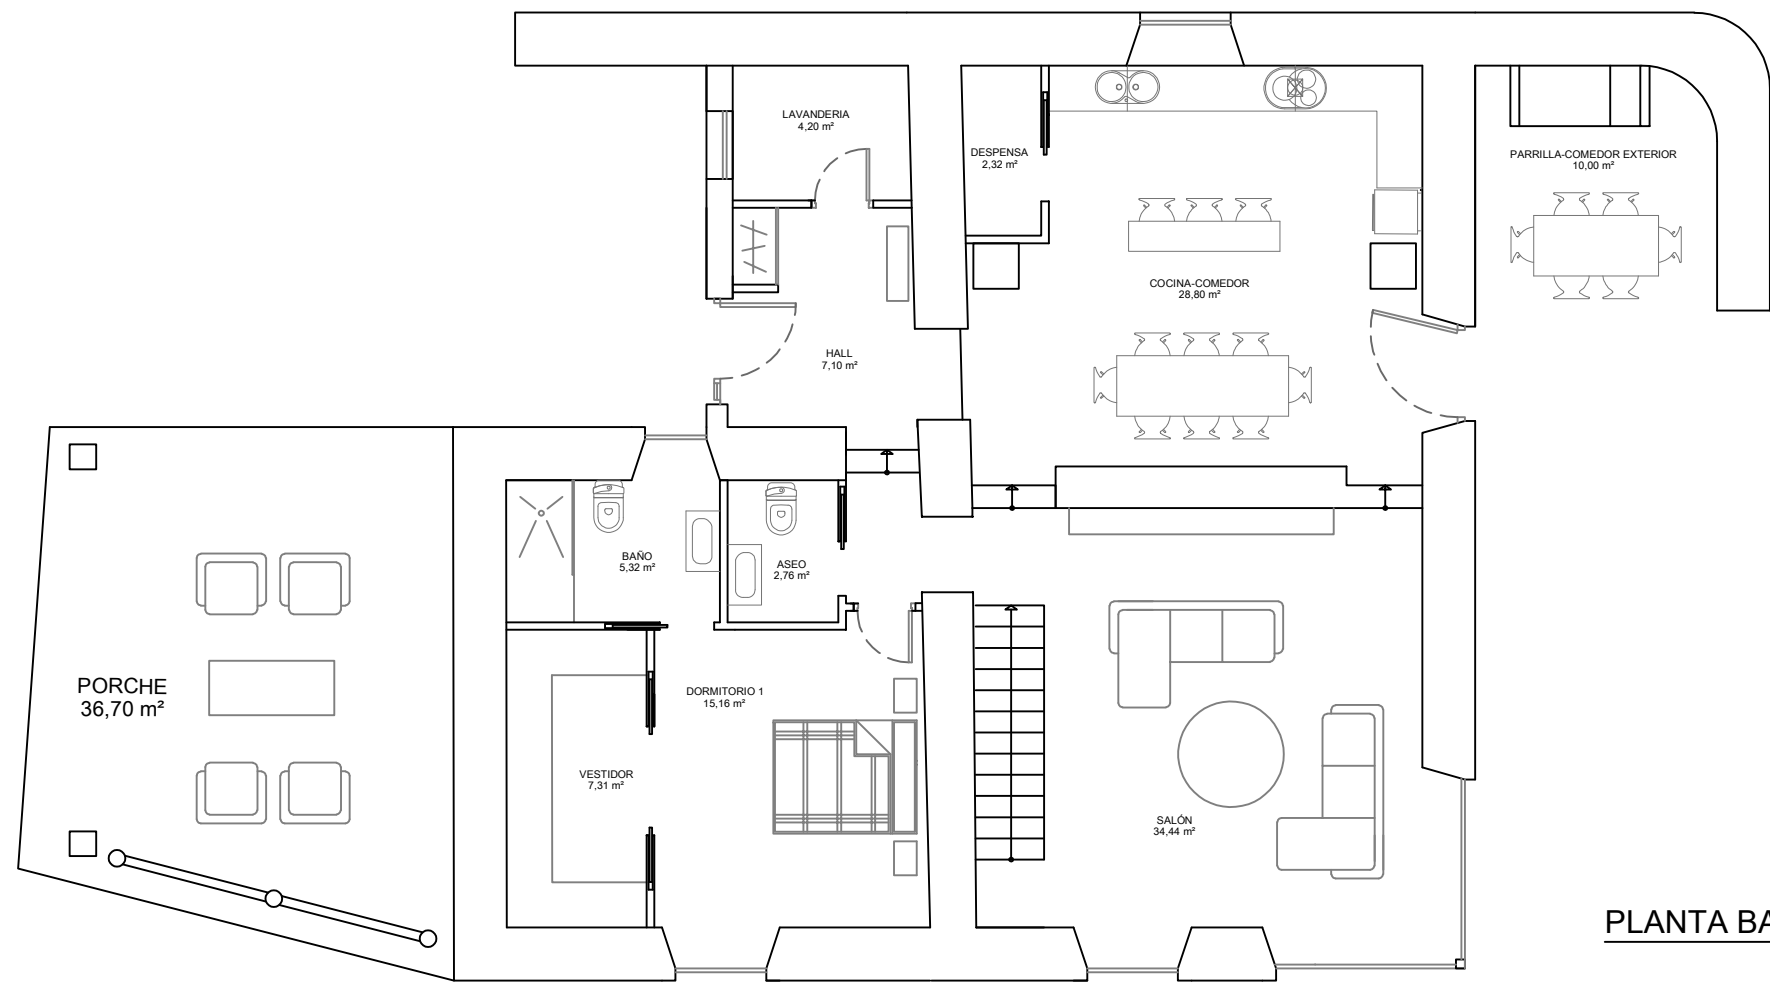 LAVANDERIA
4,20 m²
DESPENSA
2,32 m²
PARRILLA-COMEDOR EXTERIOR
10,00 m²
COCINA-COMEDOR
28,80 m²
HALL
7,10 m²
BAÑO
5,32 m²
ASEO
2,76 m²
PORCHE
36,70 m²
DORMITORIO 1
15,16 m²
VESTIDOR
7,31 m²
SALÓN
34,44 m²
PLANTA BA